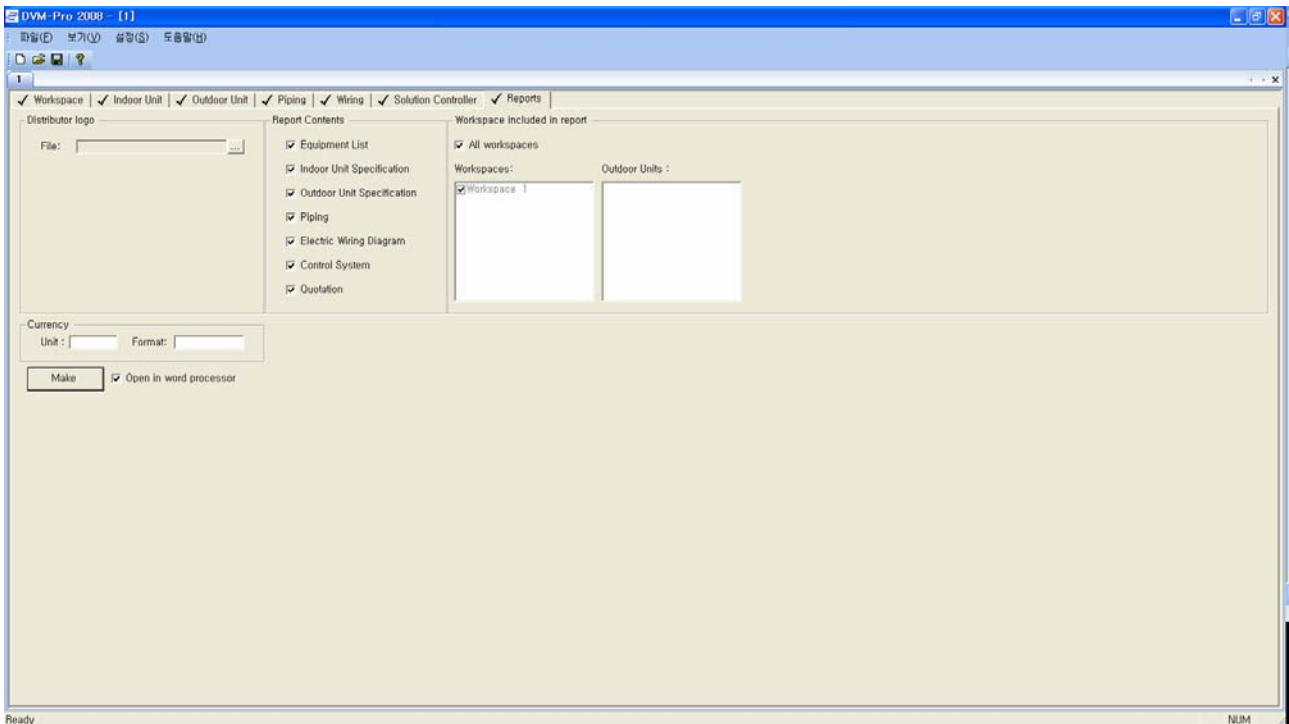 DVM-Pro 2008 - [1]
파일(F) 보기(V) 설정(S) 도움말(H)
1
Workspace Indoor Unit Outdoor Unit Piping Wiring Solution Controller Reports
Distributor logo Report Contents Workspace included in report
File: ... Equipment List All workspaces
Indoor Unit Specification Workspaces: Outdoor Units :
Outdoor Unit Specification Workspace 1
Piping
Electric Wiring Diagram
Control System
Quotation
Currency
Unit : Format:
Make Open in word processor
Ready NUM